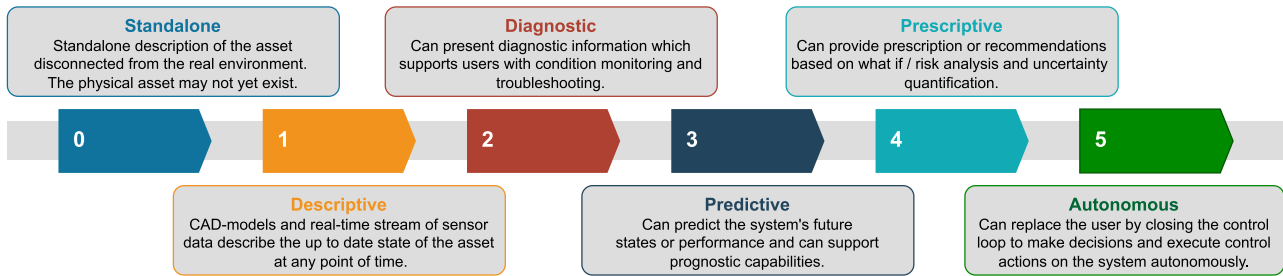 Standalone
Standalone description of the asset
disconnected from the real environment.
The physical asset may not yet exist.
Diagnostic
Can present diagnostic information which
supports users with condition monitoring and
troubleshooting.
Prescriptive
Can provide prescription or recommendations
based on what if / risk analysis and uncertainty
quantification.
0
1
2
3
4
5
Descriptive
CAD-models and real-time stream of sensor
data describe the up to date state of the asset
at any point of time.
Predictive
Can predict the system's future
states or performance and can support
prognostic capabilities.
Autonomous
Can replace the user by closing the control
loop to make decisions and execute control
actions on the system autonomously.